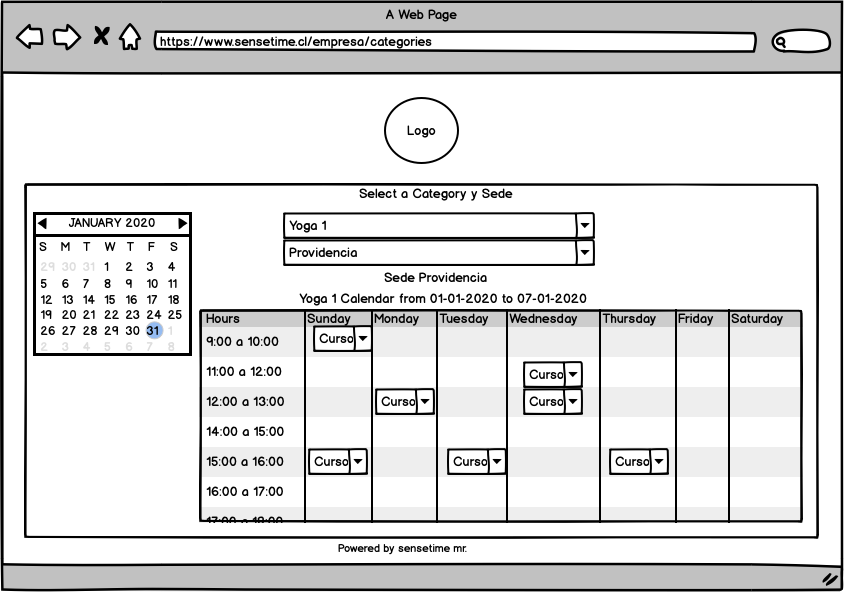 A Web Page
https://www.sensetime.cl/empresa/categories
Logo
Select a Category y Sede
JANUARY 2020
S M T W T F S
29 30 31 1 2 3 4
5 6 7 8 9 10 11
12 13 14 15 16 17 18
19 20 21 22 23 24 25
26 27 28 29 30 31 1
2 3 4 5 6 7 8
Yoga 1
Providencia
Sede Providencia
Yoga 1 Calendar from 01-01-2020 to 07-01-2020
Hours Sunday Monday Tuesday Wednesday Thursday Friday Saturday
9:00 a 10:00 Curso
11:00 a 12:00 Curso
12:00 a 13:00 Curso Curso
14:00 a 15:00
15:00 a 16:00 Curso Curso Curso
16:00 a 17:00
17:00 a 18:00
Powered by sensetime mr.